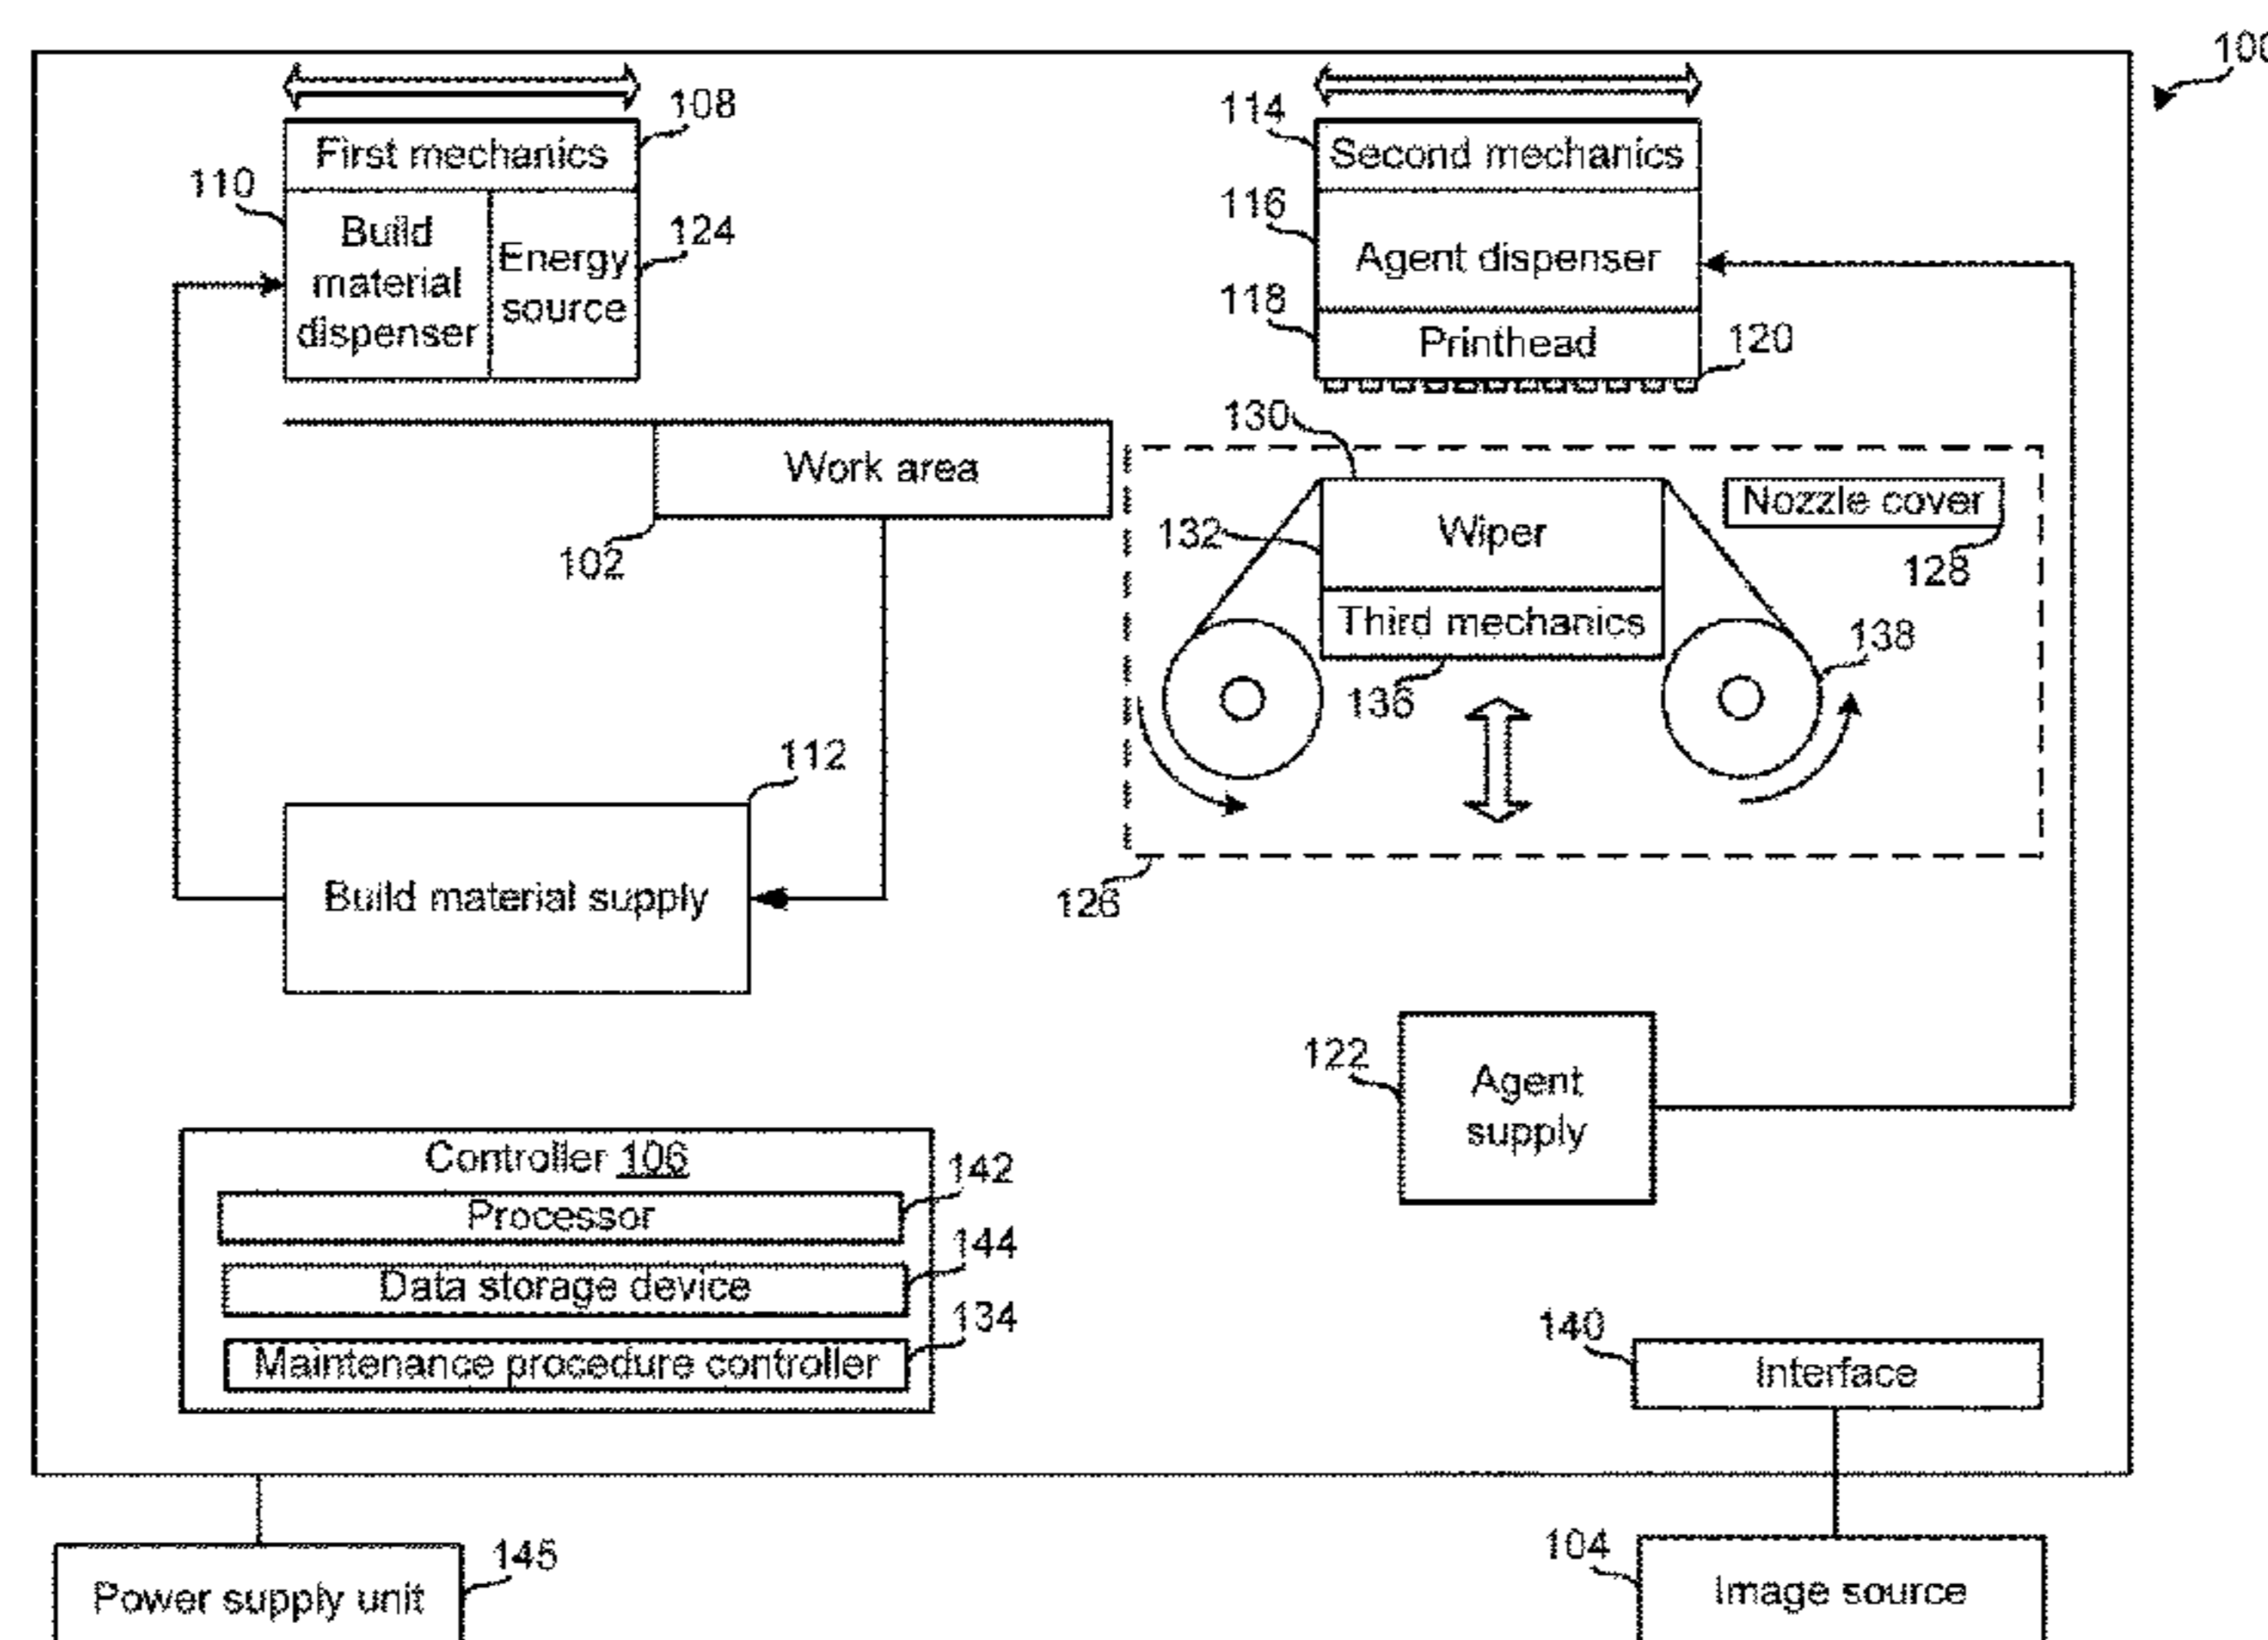 100
108
First mechanics
110
Build
material
dispenser
Energy
source
124
114
Second mechanics
116
Agent dispenser
118
Printhead
120
Work area
102
130
132
Wiper
Nozzle cover
128
Third mechanics
136
138
126
112
Build material supply
122
Agent
supply
Controller 106
142
Processor
144
Data storage device
134
Maintenance procedure controller
140
Interface
Power supply unit
104
Image source